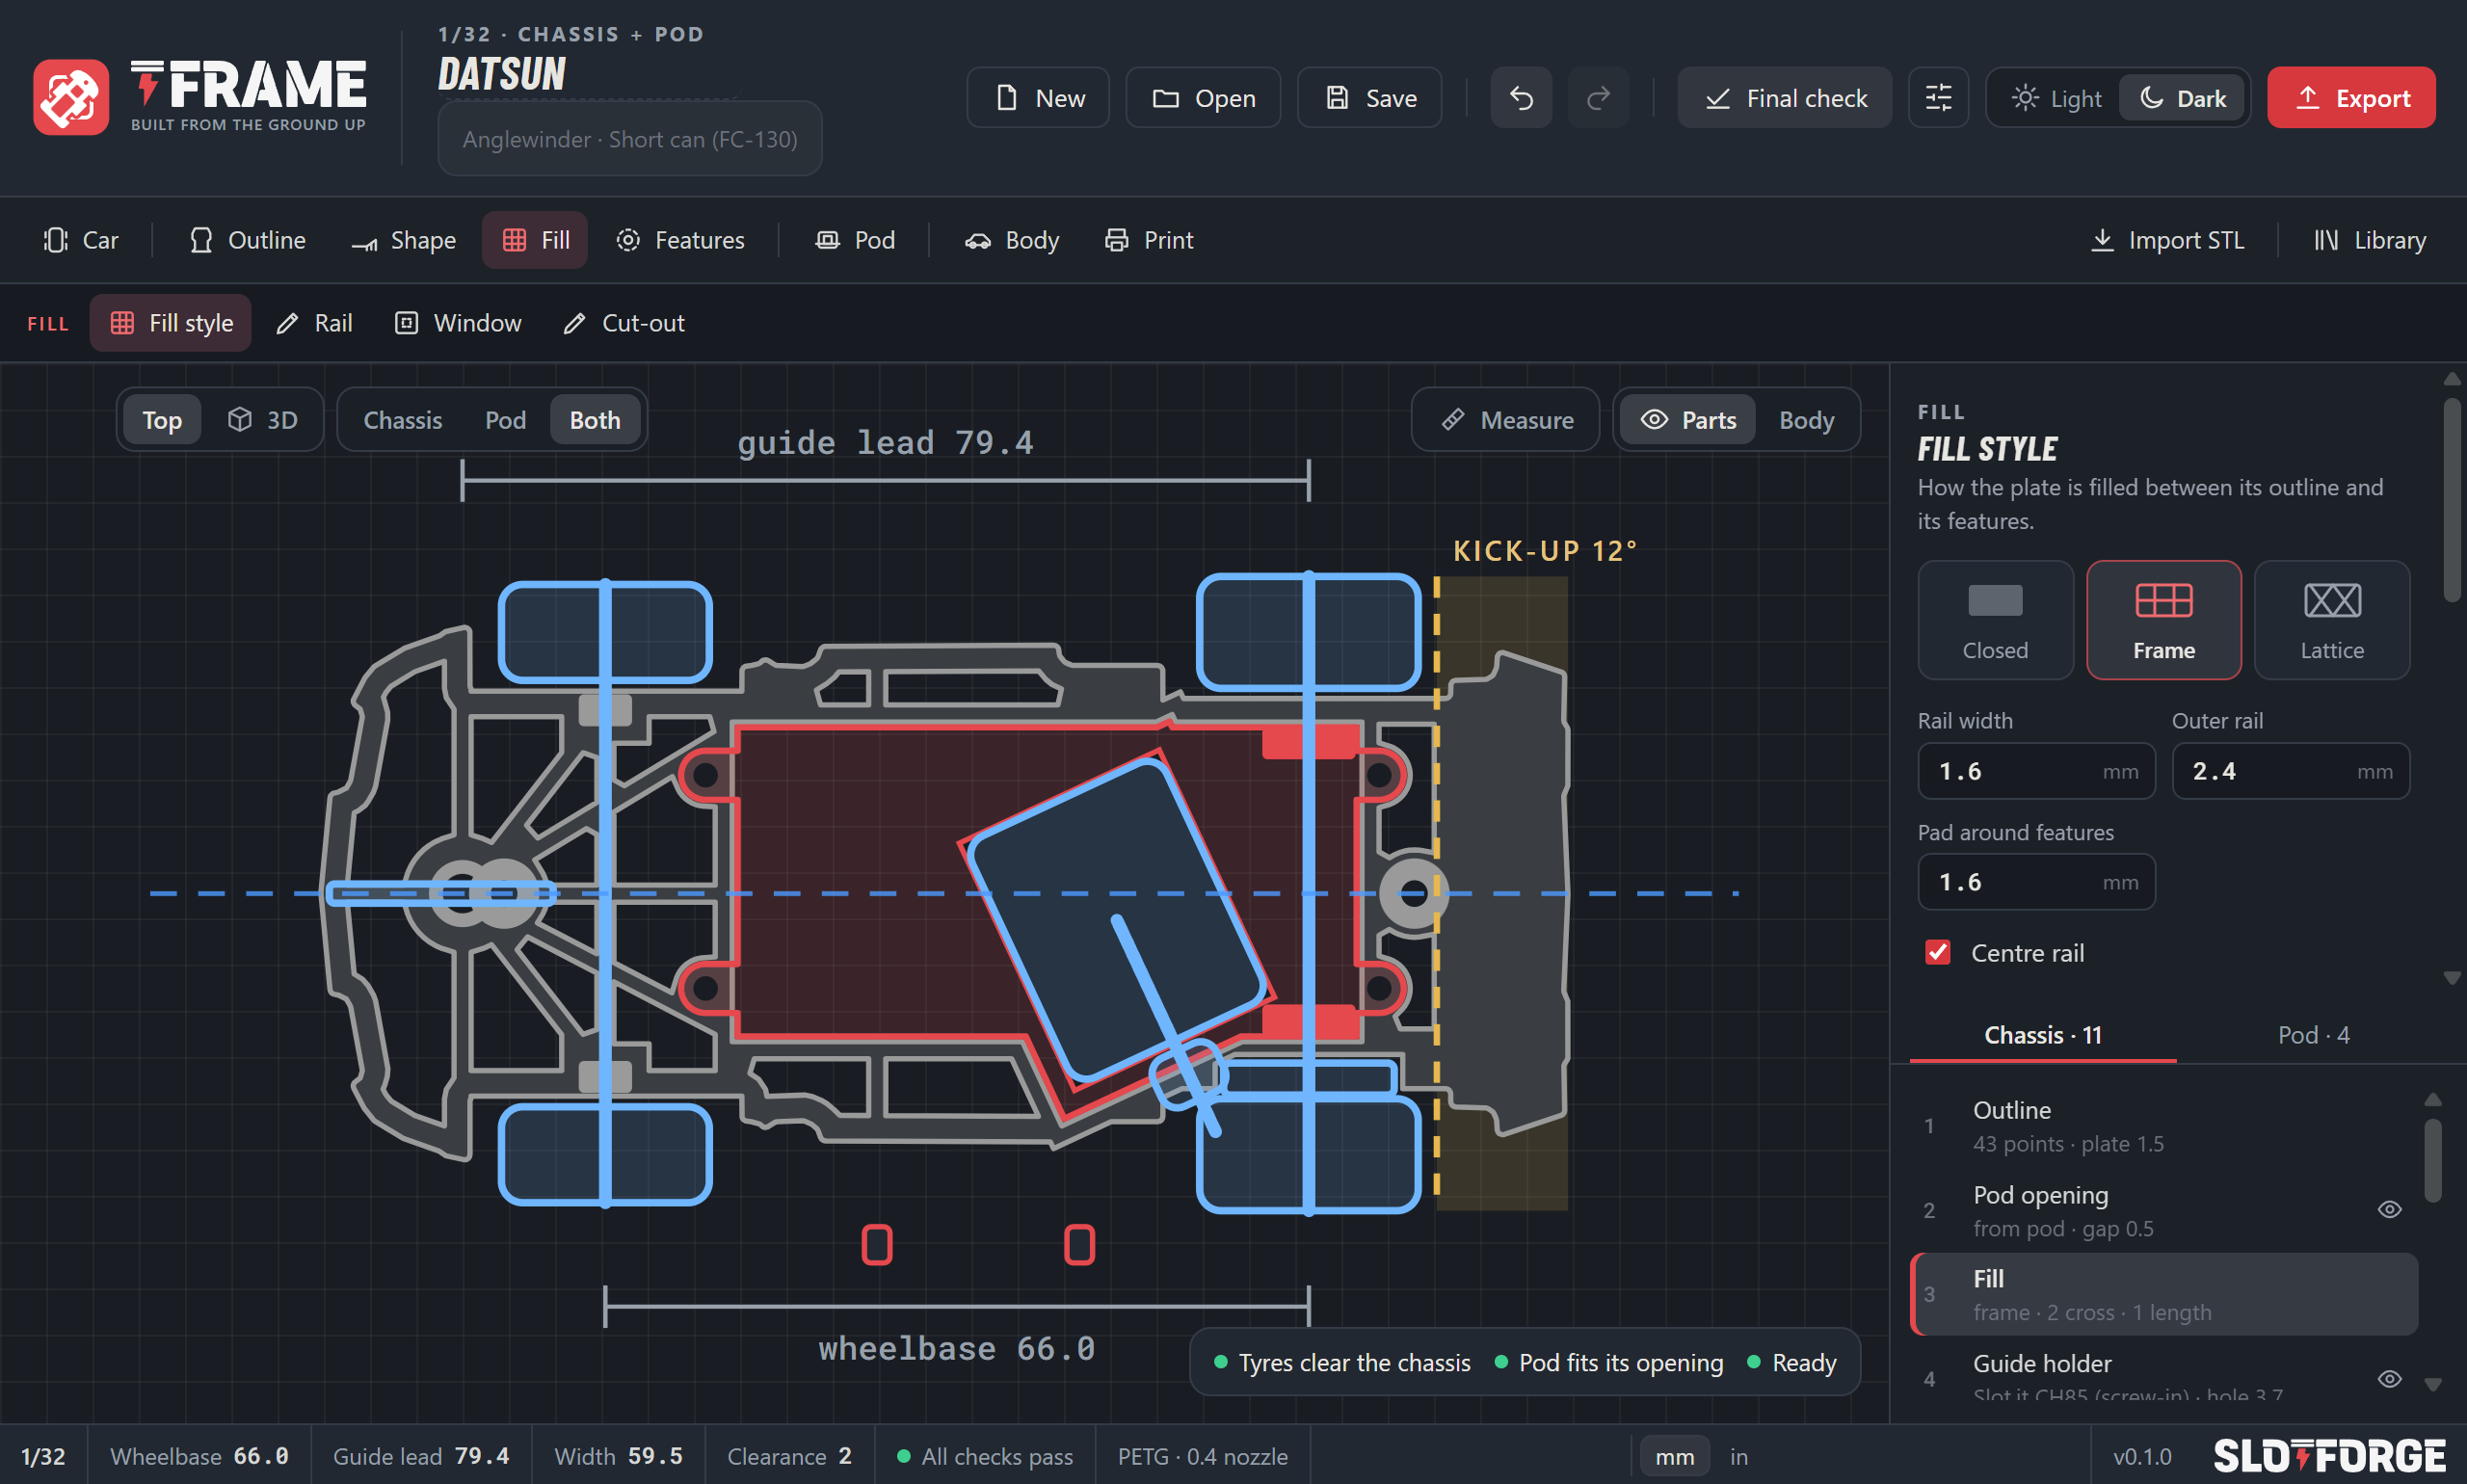 FRAME
BUILT FROM THE GROUND UP
1/32 · CHASSIS + POD
DATSUN
Anglewinder · Short can (FC-130)
New
Open
Save
Final check
Light
Dark
Export
Car
Outline
Shape
Fill
Features
Pod
Body
Print
Import STL
Library
FILL
Fill style
Rail
Window
Cut-out
Top
3D
Chassis
Pod
Both
Measure
Parts
Body
guide lead 79.4
KICK-UP 12°
wheelbase 66.0
Tyres clear the chassis
Pod fits its opening
Ready
FILL
FILL STYLE
How the plate is filled between its outline and
its features.
Closed
Frame
Lattice
Rail width
Outer rail
1.6 mm
2.4 mm
Pad around features
1.6 mm
Centre rail
Chassis · 11
Pod · 4
1
Outline
43 points · plate 1.5
2
Pod opening
from pod · gap 0.5
3
Fill
frame · 2 cross · 1 length
4
Guide holder
Slot.it CH85 (screw-in) · hole 3.7
1/32
Wheelbase 66.0
Guide lead 79.4
Width 59.5
Clearance 2
All checks pass
PETG · 0.4 nozzle
mm
in
v0.1.0
SLOTFORGE